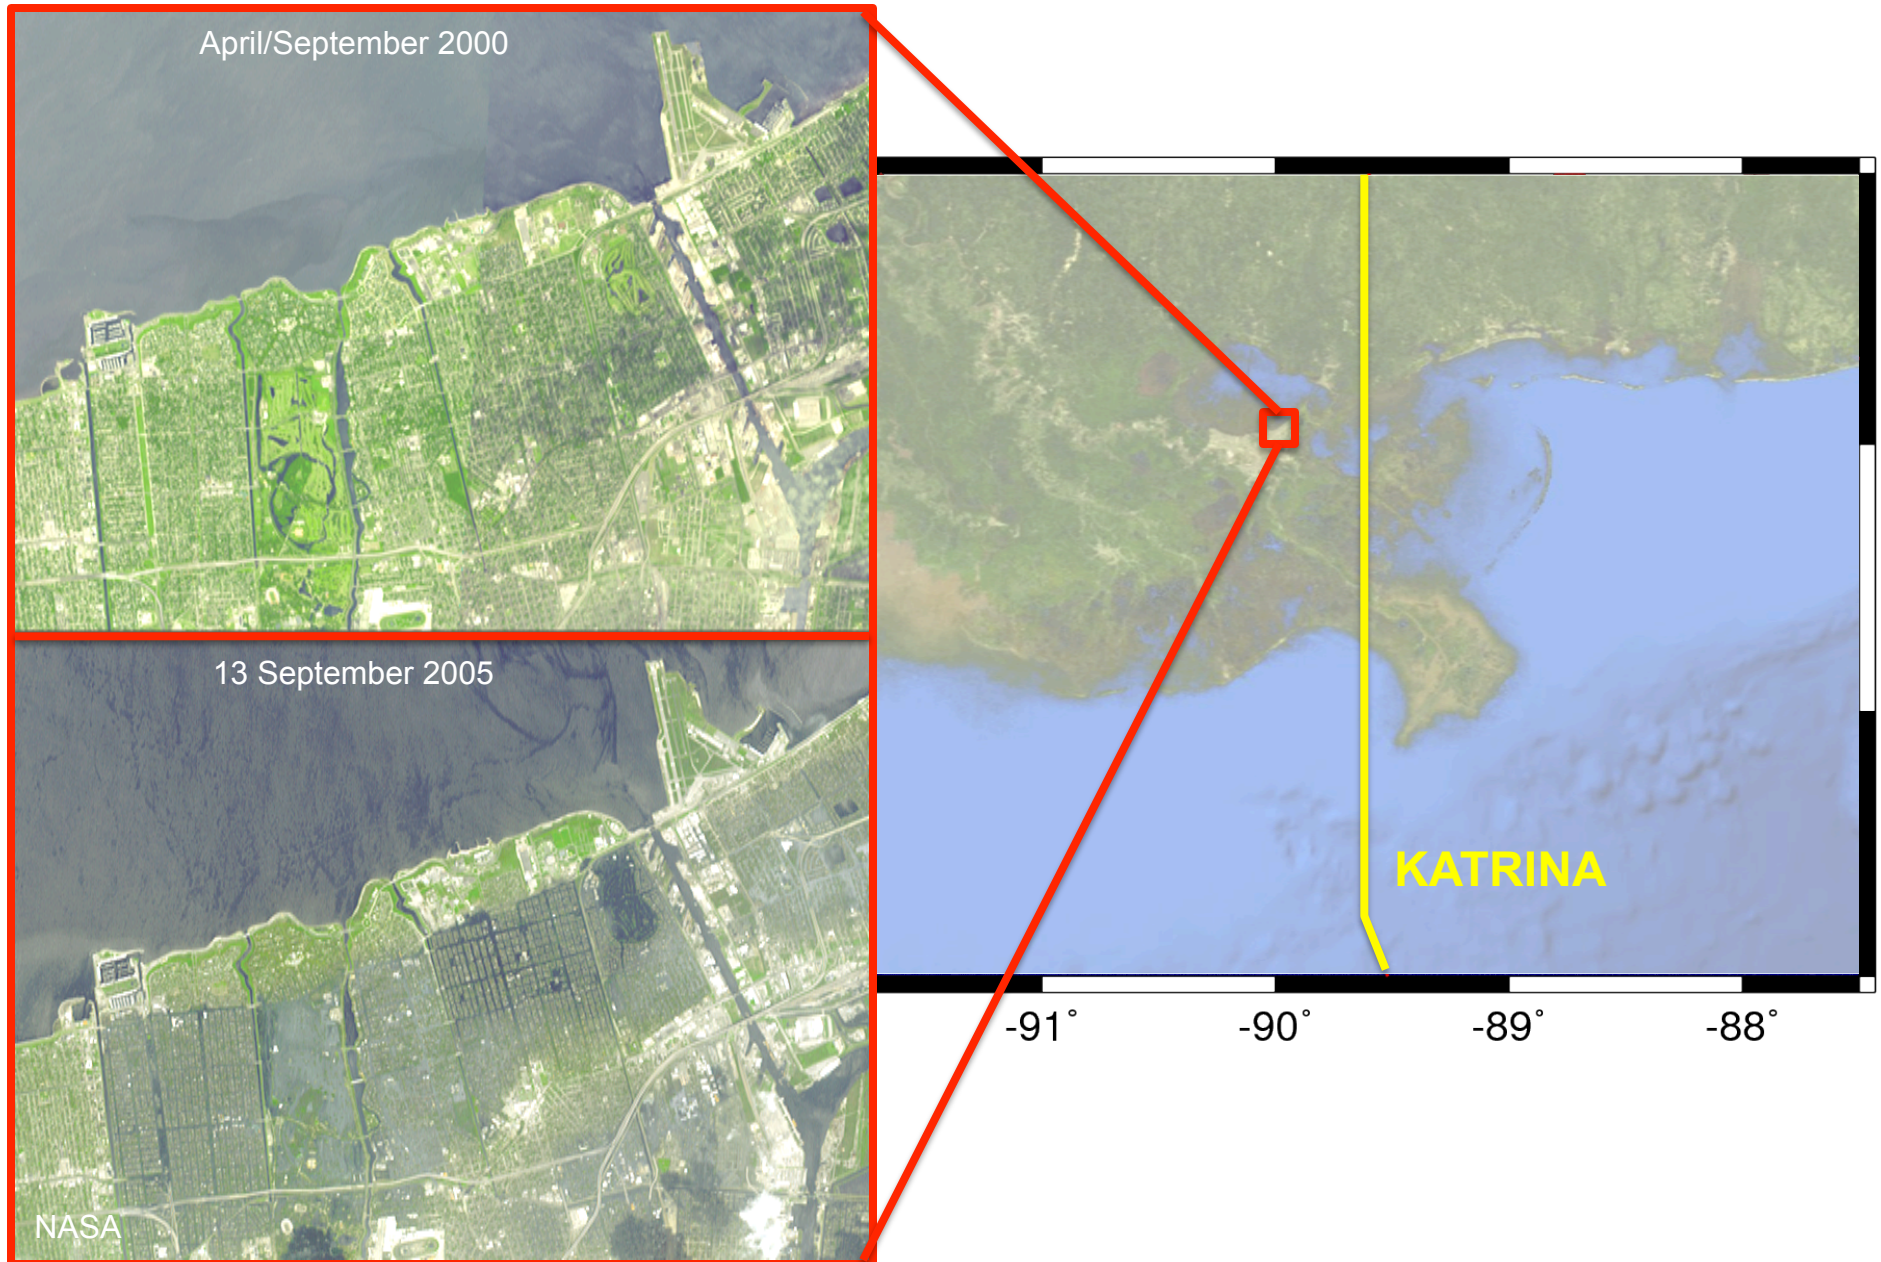 April/September 2000
13 September 2005
NASA
KATRINA
-91° -90° -89° -88°